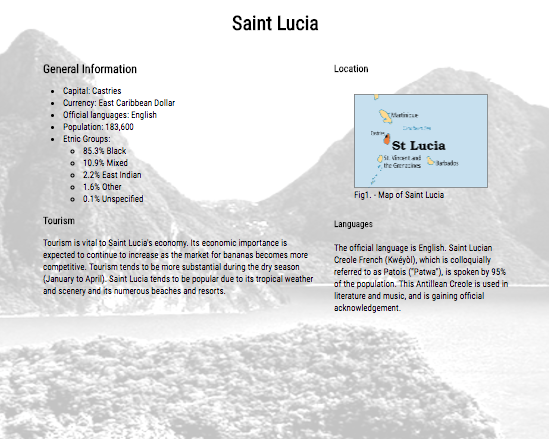 Saint Lucia
General Information
Capital: Castries
Currency: East Caribbean Dollar
Official languages: English
Population: 183,600
Etnic Groups:
85.3% Black
10.9% Mixed
2.2% East Indian
1.6% Other
0.1% Unspecified
Tourism
Tourism is vital to Saint Lucia's economy. Its economic importance is
expected to continue to increase as the market for bananas becomes more
competitive. Tourism tends to be more substantial during the dry season
(January to April). Saint Lucia tends to be popular due to its tropical weather
and scenery and its numerous beaches and resorts.
Location
Martinique
Castries
St Lucia
St. Vincent and
the Grenadines
Barbados
Fig1. - Map of Saint Lucia
Languages
The official language is English. Saint Lucian
Creole French (Kwéyòl), which is colloquially
referred to as Patois ("Patwa"), is spoken by 95%
of the population. This Antillean Creole is used in
literature and music, and is gaining official
acknowledgement.